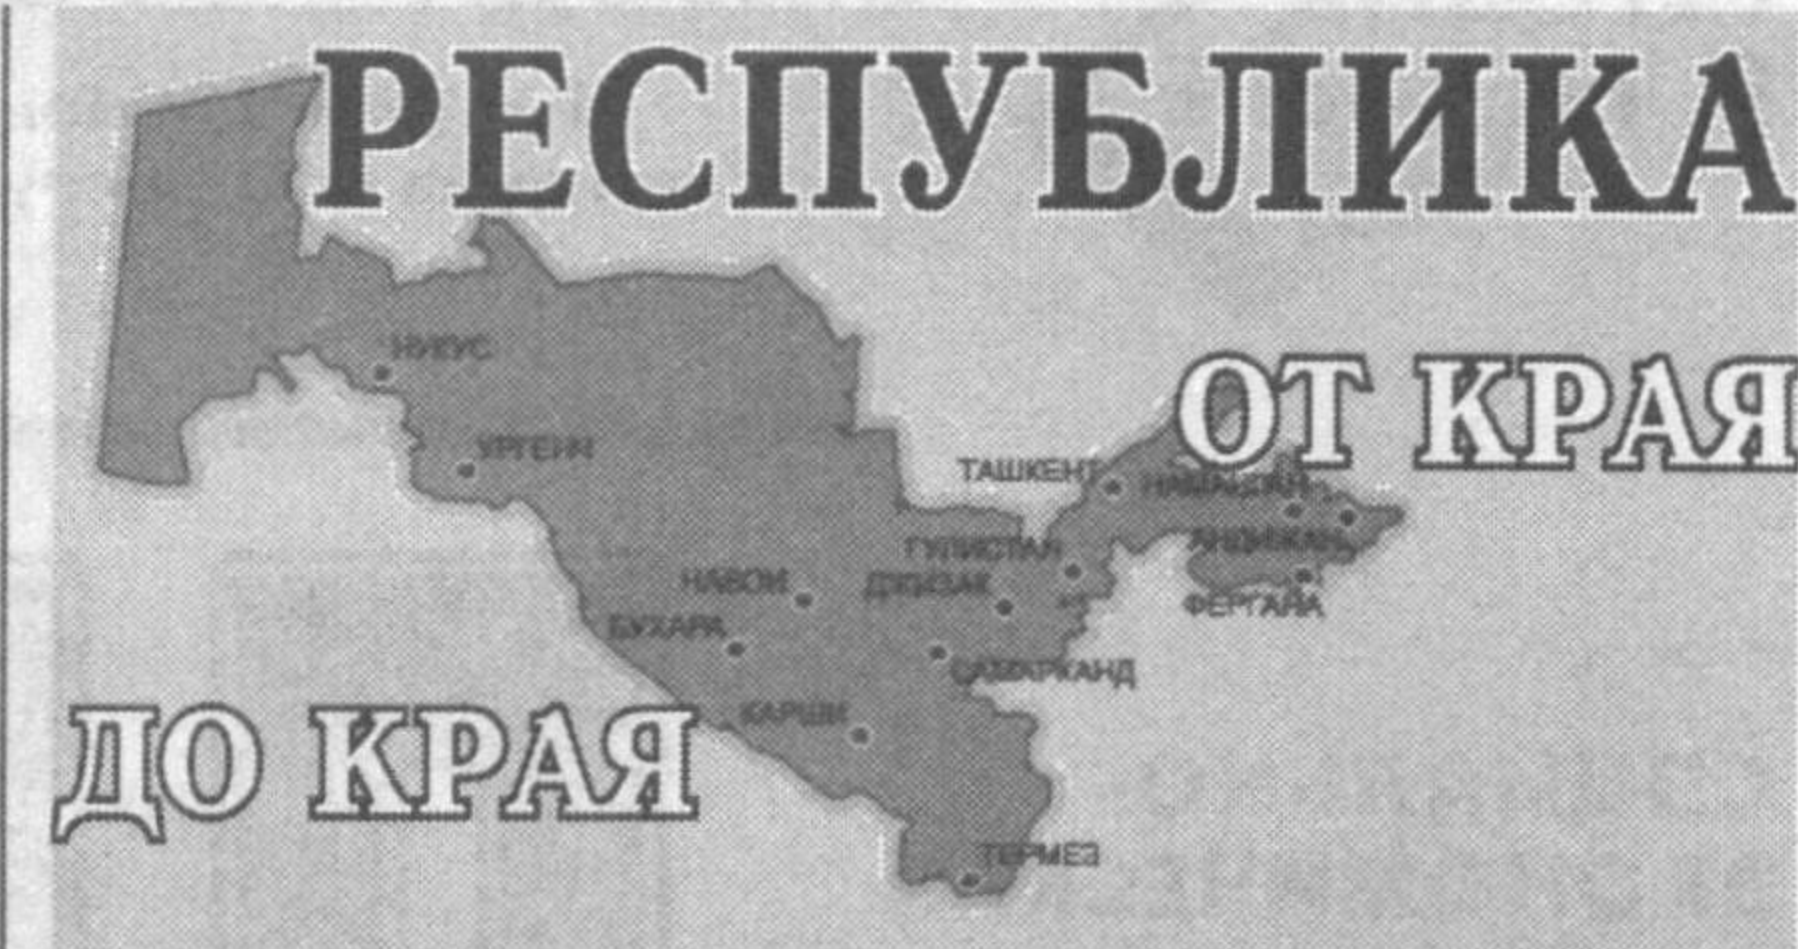 РЕСПУБЛИКА
ОТ КРАЯ
ДО КРАЯ
НУКУС
УРГЕНЧ
ТАШКЕНТ
НАМАНГАН
ГУЛИСТАН
АНДИЖАН
НАВОИ
ДЖИЗАК
ФЕРГАНА
БУХАРА
САМАРКАНД
КАРШИ
ТЕРМЕЗ